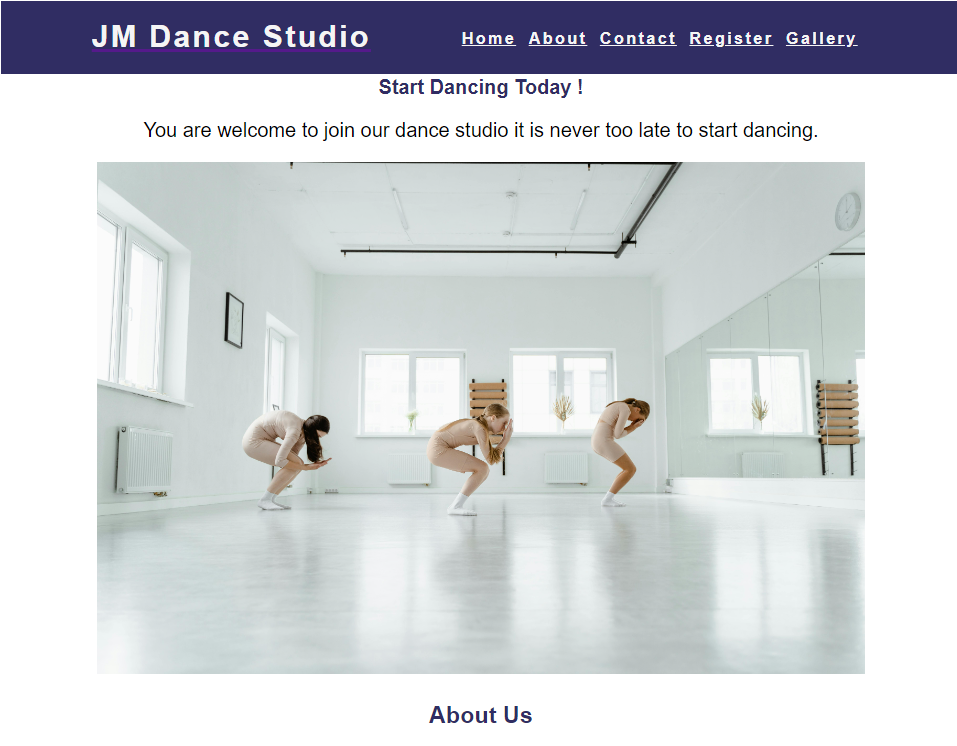 JM Dance Studio
Home About Contact Register Gallery
Start Dancing Today !
You are welcome to join our dance studio it is never too late to start dancing.
About Us